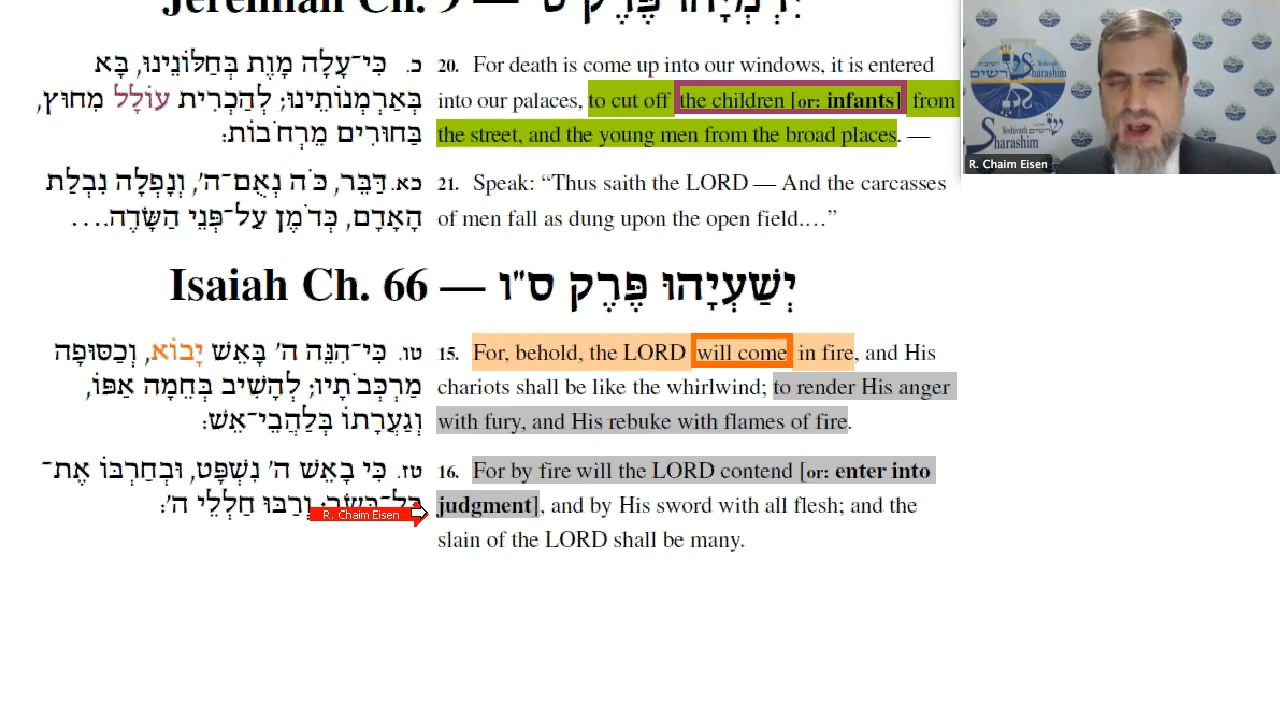 Jeremiah Ch. 9 — יִרְמְיָהוּ פֶּרֶק ט'
כ. כִּי־עָלָה מָוֶת בְּחַלּוֹנֵינוּ, בָּא
בְּאַרְמְנוֹתֵינוּ; לְהַכְרִית עוֹלָל מִחוּץ,
בַּחוּרִים מֵרְחֹבוֹת:
20. For death is come up into our windows, it is entered
into our palaces, to cut off the children [or: infants] from
the street, and the young men from the broad places. —
כא. דַּבֵּר, כֹּה נְאֻם־ה', וְנָפְלָה נִבְלַת
הָאָדָם, כְּדֹמֶן עַל־פְּנֵי הַשָּׂדֶה....
21. Speak: “Thus saith the LORD — And the carcasses
of men fall as dung upon the open field....”
Isaiah Ch. 66 — יְשַׁעְיָהוּ פֶּרֶק ס"ו
טו. כִּי־הִנֵּה ה' בָּאֵשׁ יָבוֹא, וְכַסּוּפָה
מַרְכְּבֹתָיו; לְהָשִׁיב בְּחֵמָה אַפּוֹ,
וְגַעֲרָתוֹ בְּלַהֲבֵי־אֵשׁ:
15. For, behold, the LORD will come in fire, and His
chariots shall be like the whirlwind; to render His anger
with fury, and His rebuke with flames of fire.
טז. כִּי בָאֵשׁ ה' נִשְׁפָּט, וּבְחַרְבּוֹ אֶת־
כָּל־בָּשָׂר; וְרַבּוּ חַלְלֵי ה':
16. For by fire will the LORD contend [or: enter into
judgment], and by His sword with all flesh; and the
slain of the LORD shall be many.
R. Chaim Eisen
ישיבת שרשים
Yeshivath Sharashim
Yeshivath שרשים
Sharashim
R. Chaim Eisen